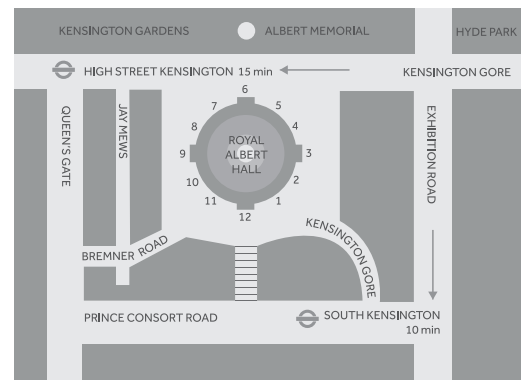 KENSINGTON GARDENS
ALBERT MEMORIAL
HYDE PARK
HIGH STREET KENSINGTON 15 min
KENSINGTON GORE
QUEEN'S GATE
JAY MEWS
6
7
5
8
4
9
3
10
2
11
1
12
ROYAL
ALBERT
HALL
EXHIBITION ROAD
BREMNER ROAD
KENSINGTON GORE
PRINCE CONSORT ROAD
SOUTH KENSINGTON
10 min